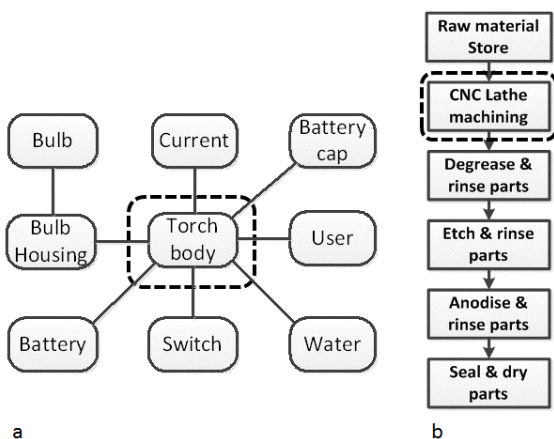 Bulb
Current
Battery
cap
Bulb
Housing
Torch
body
User
Battery
Switch
Water
a
Raw material
Store
CNC Lathe
machining
Degrease &
rinse parts
Etch & rinse
parts
Anodise &
rinse parts
Seal & dry
parts
b